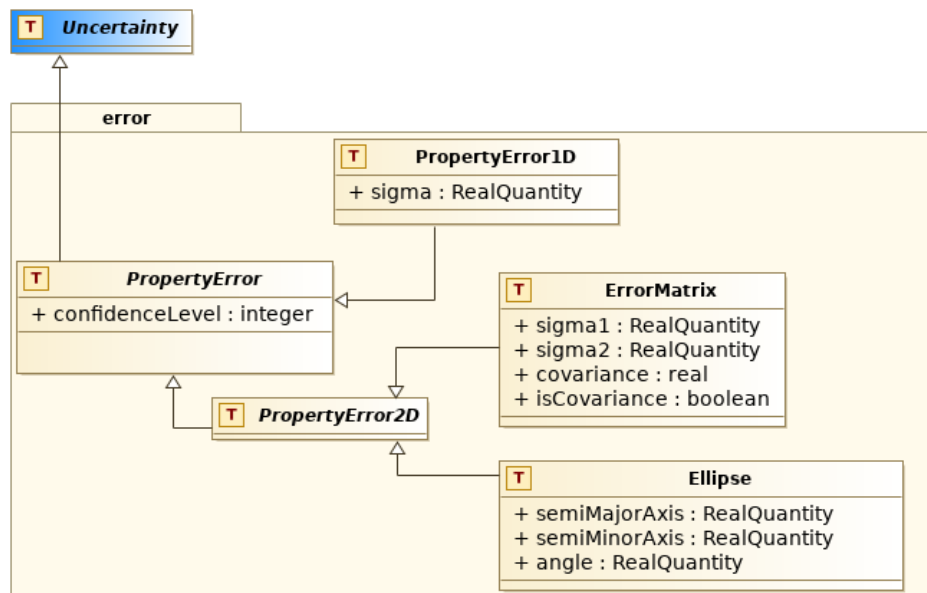 T Uncertainty
error
T PropertyError1D
+ sigma : RealQuantity
T PropertyError
+ confidenceLevel : integer
T ErrorMatrix
+ sigma1 : RealQuantity
+ sigma2 : RealQuantity
+ covariance : real
+ isCovariance : boolean
T PropertyError2D
T Ellipse
+ semiMajorAxis : RealQuantity
+ semiMinorAxis : RealQuantity
+ angle : RealQuantity